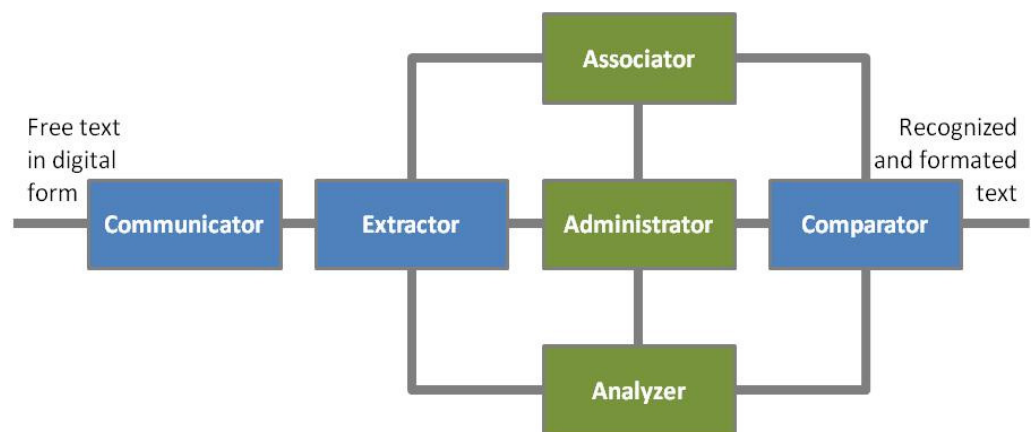 Associator
Free text
in digital
form
Recognized
and formated
text
Communicator
Extractor
Administrator
Comparator
Analyzer